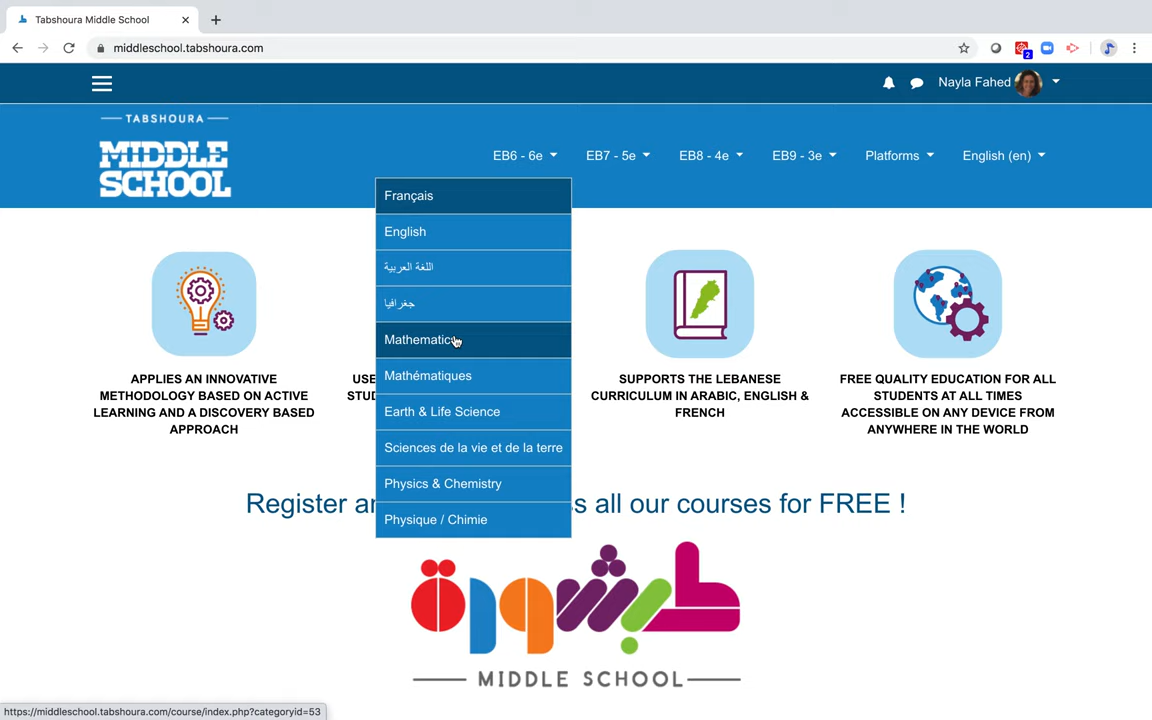 Tabshoura Middle School
middleschool.tabshoura.com
2
Nayla Fahed
TABSHOURA
MIDDLE
SCHOOL
EB6 - 6e
EB7 - 5e
EB8 - 4e
EB9 - 3e
Platforms
English (en)
Français
English
اللغة العربية
جغرافيا
Mathematics
Mathématiques
Earth & Life Science
Sciences de la vie et de la terre
Physics & Chemistry
Physique / Chimie
APPLIES AN INNOVATIVE
METHODOLOGY BASED ON ACTIVE
LEARNING AND A DISCOVERY BASED
APPROACH
SUPPORTS THE LEBANESE
CURRICULUM IN ARABIC, ENGLISH &
FRENCH
FREE QUALITY EDUCATION FOR ALL
STUDENTS AT ALL TIMES
ACCESSIBLE ON ANY DEVICE FROM
ANYWHERE IN THE WORLD
Register all our courses for FREE !
طبشورة
MIDDLE SCHOOL
https://middleschool.tabshoura.com/course/index.php?categoryid=53